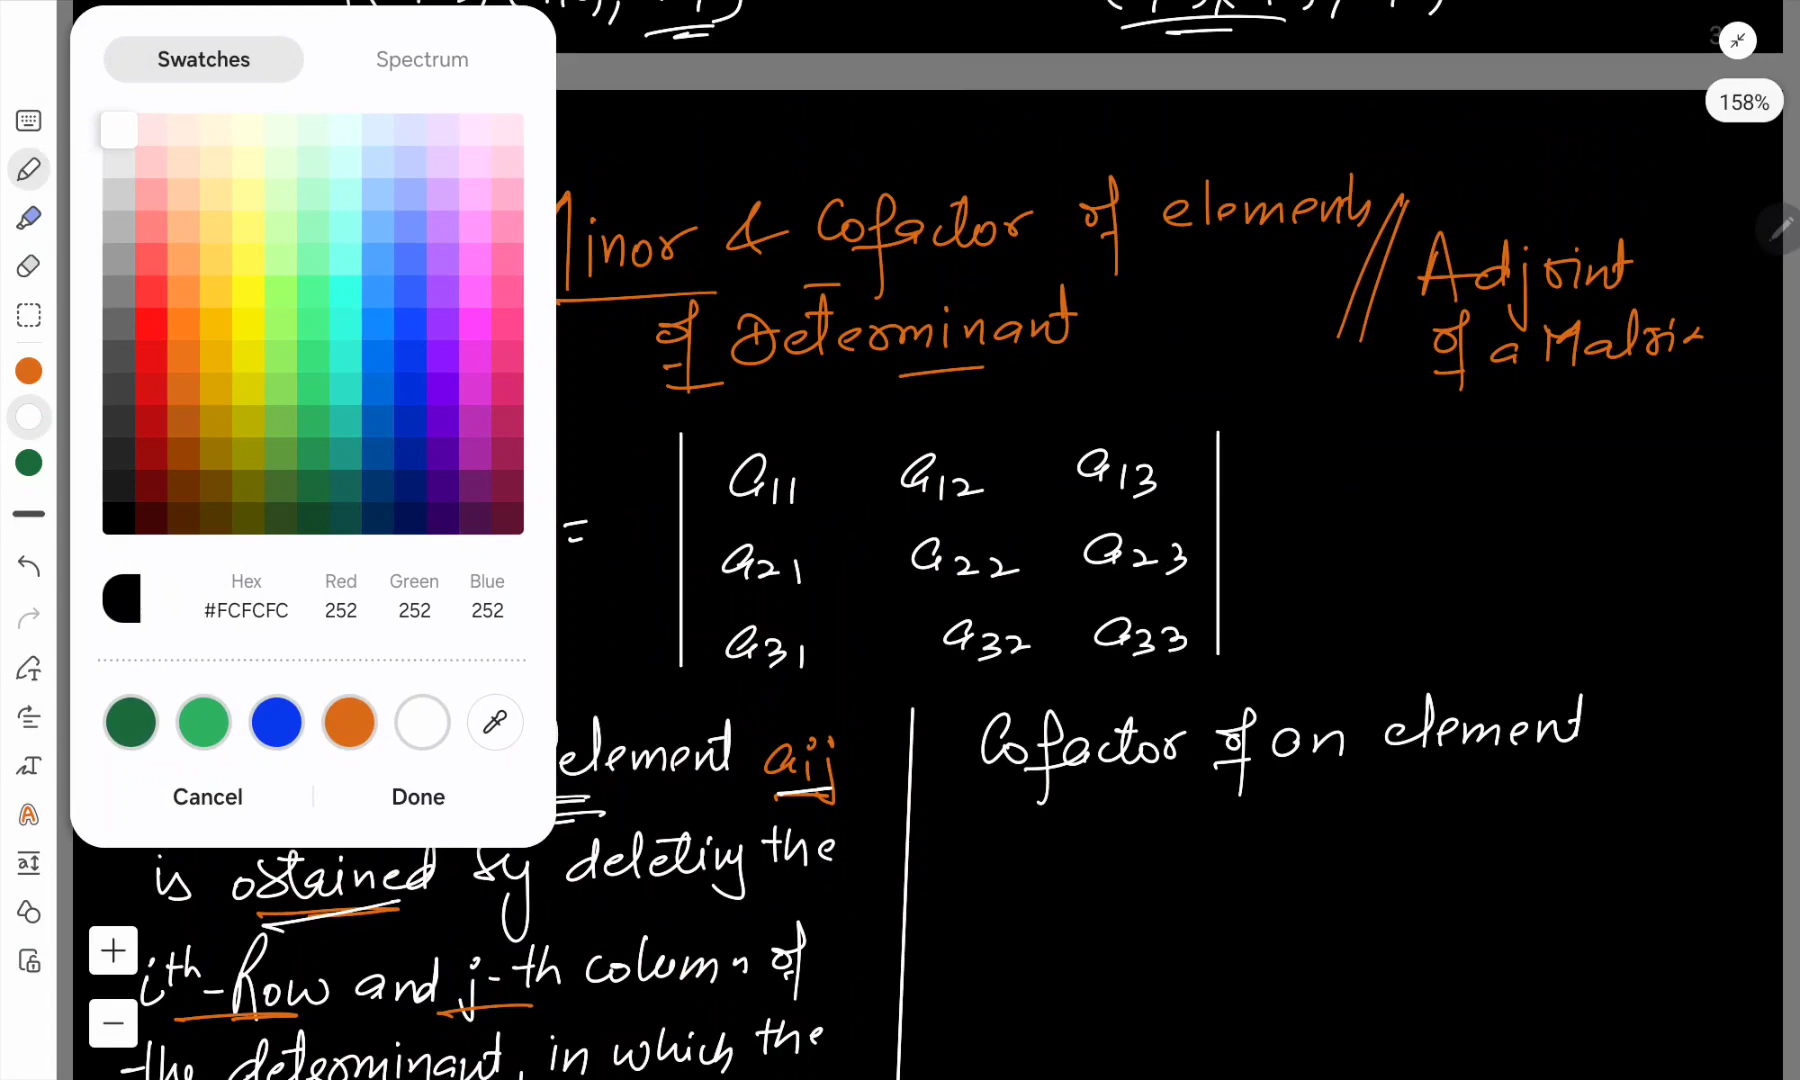 Swatches Spectrum
158%
Minor & Cofactor of elements // Adjoint
of Determinant of a Matrix
= | a11 a12 a13 |
a21 a22 a23
a31 a32 a33
Hex Red Green Blue
#FCFCFC 252 252 252
Cancel Done
element aij
is obtained by deleting the
ith-Row and j-th column of
the determinant, in which the
Cofactor of an element